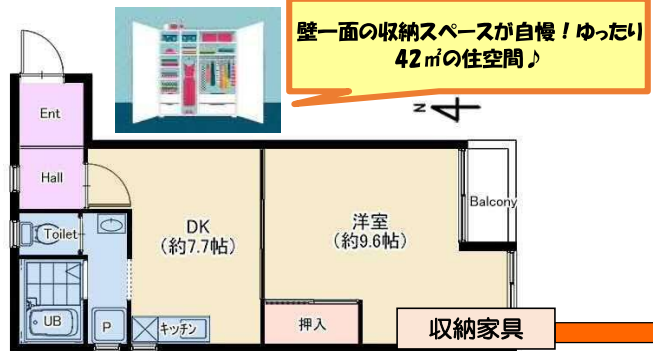 壁一面の収納スペースが自慢！ゆったり
42㎡の住空間♪
N
Ent
Hall
Toilet
UB
P
DK
(約7.7帖)
キッチン
洋室
(約9.6帖)
押入
Balcony
収納家具